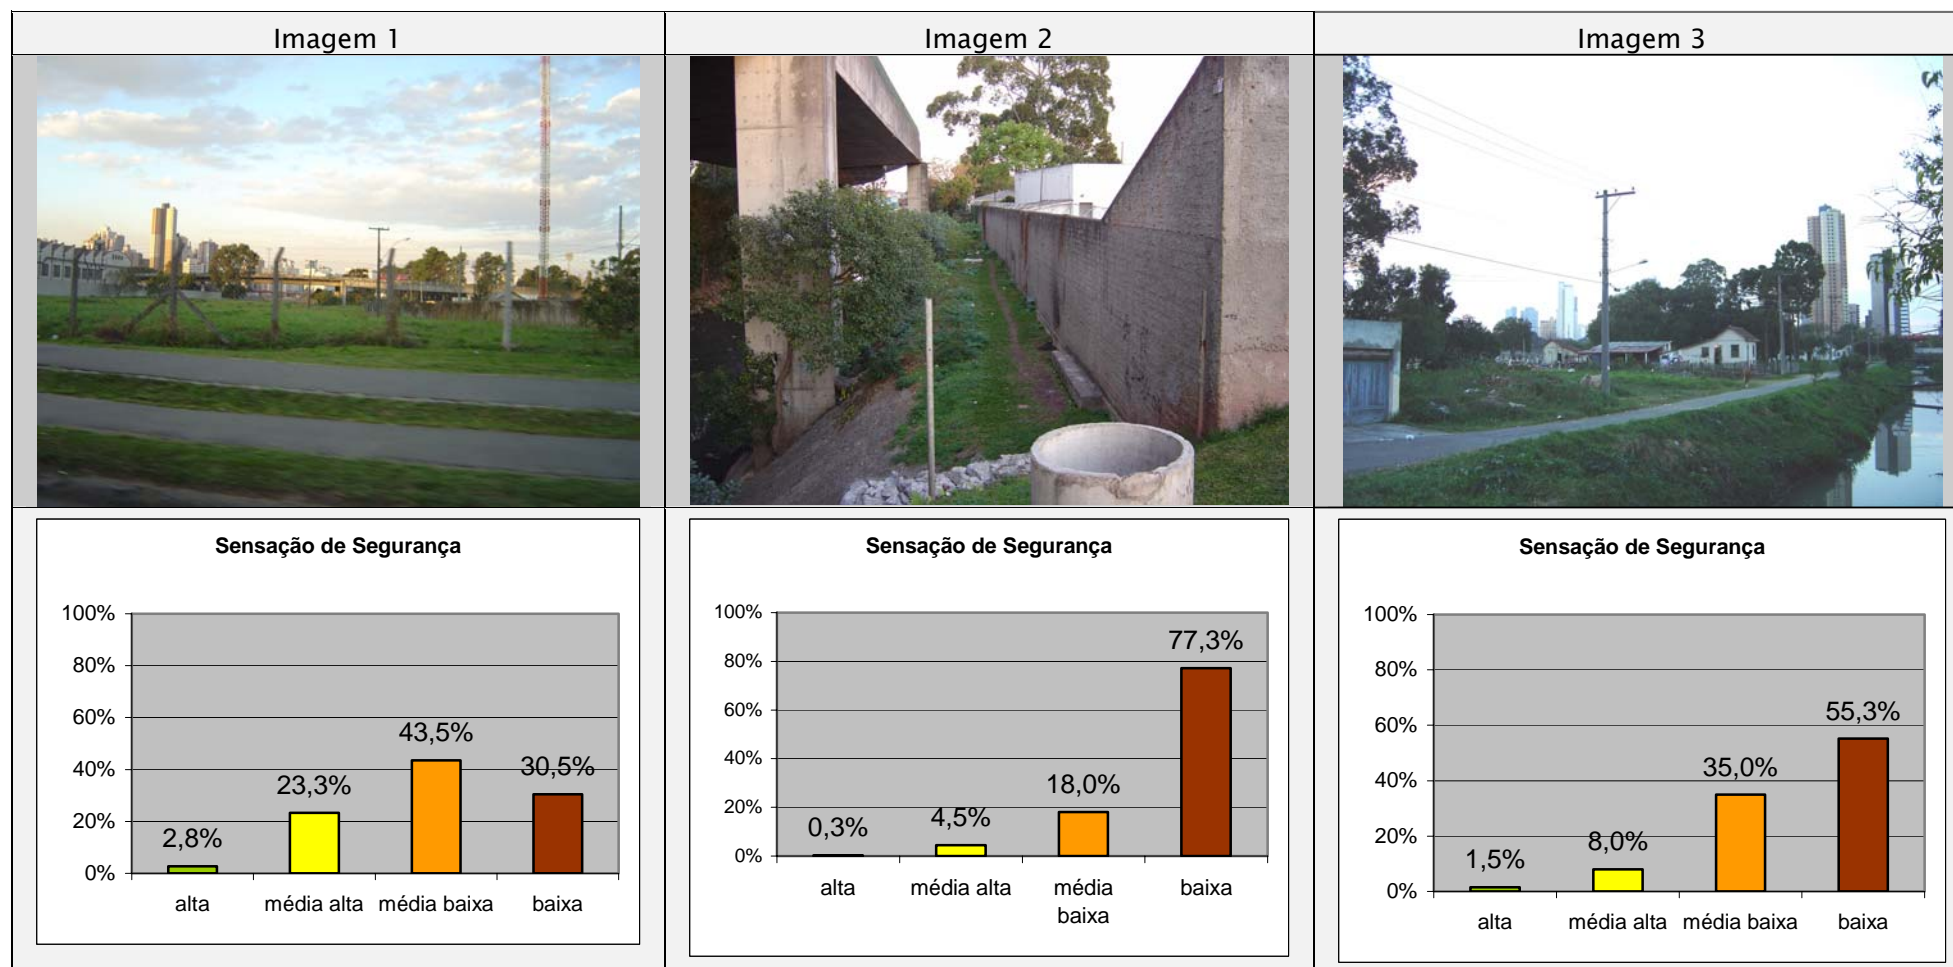 Imagem 1
Imagem 2
Imagem 3
Sensação de Segurança
100%
80%
60%
40%
20%
0%
2,8%
23,3%
43,5%
30,5%
alta
média alta
média baixa
baixa
Sensação de Segurança
100%
80%
60%
40%
20%
0%
0,3%
4,5%
18,0%
77,3%
alta
média alta
média
baixa
baixa
Sensação de Segurança
100%
80%
60%
40%
20%
0%
1,5%
8,0%
35,0%
55,3%
alta
média alta
média baixa
baixa